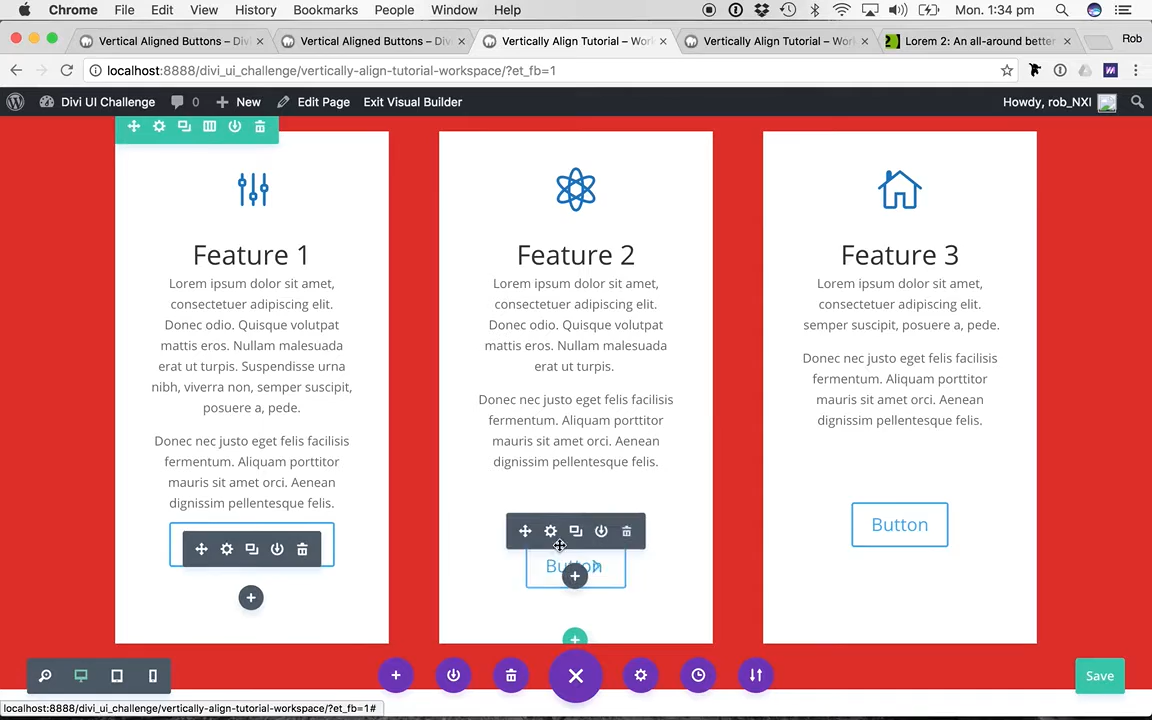 Chrome File Edit View History Bookmarks People Window Help Mon. 1:34 pm
Vertical Aligned Buttons – Divi Vertical Aligned Buttons – Divi Vertically Align Tutorial – Work Vertically Align Tutorial – Work Lorem 2: An all-around better Rob
localhost:8888/divi_ui_challenge/vertically-align-tutorial-workspace/?et_fb=1
Divi UI Challenge 0 New Edit Page Exit Visual Builder Howdy, rob_NXI
Feature 1
Lorem ipsum dolor sit amet,
consectetuer adipiscing elit.
Donec odio. Quisque volutpat
mattis eros. Nullam malesuada
erat ut turpis. Suspendisse urna
nibh, viverra non, semper suscipit,
posuere a, pede.
Donec nec justo eget felis facilisis
fermentum. Aliquam porttitor
mauris sit amet orci. Aenean
dignissim pellentesque felis.
Feature 2
Lorem ipsum dolor sit amet,
consectetuer adipiscing elit.
Donec odio. Quisque volutpat
mattis eros. Nullam malesuada
erat ut turpis.
Donec nec justo eget felis facilisis
fermentum. Aliquam porttitor
mauris sit amet orci. Aenean
dignissim pellentesque felis.
Button
Feature 3
Lorem ipsum dolor sit amet,
consectetuer adipiscing elit.
semper suscipit, posuere a, pede.
Donec nec justo eget felis facilisis
fermentum. Aliquam porttitor
mauris sit amet orci. Aenean
dignissim pellentesque felis.
Button
Save
localhost:8888/divi_ui_challenge/vertically-align-tutorial-workspace/?et_fb=1#